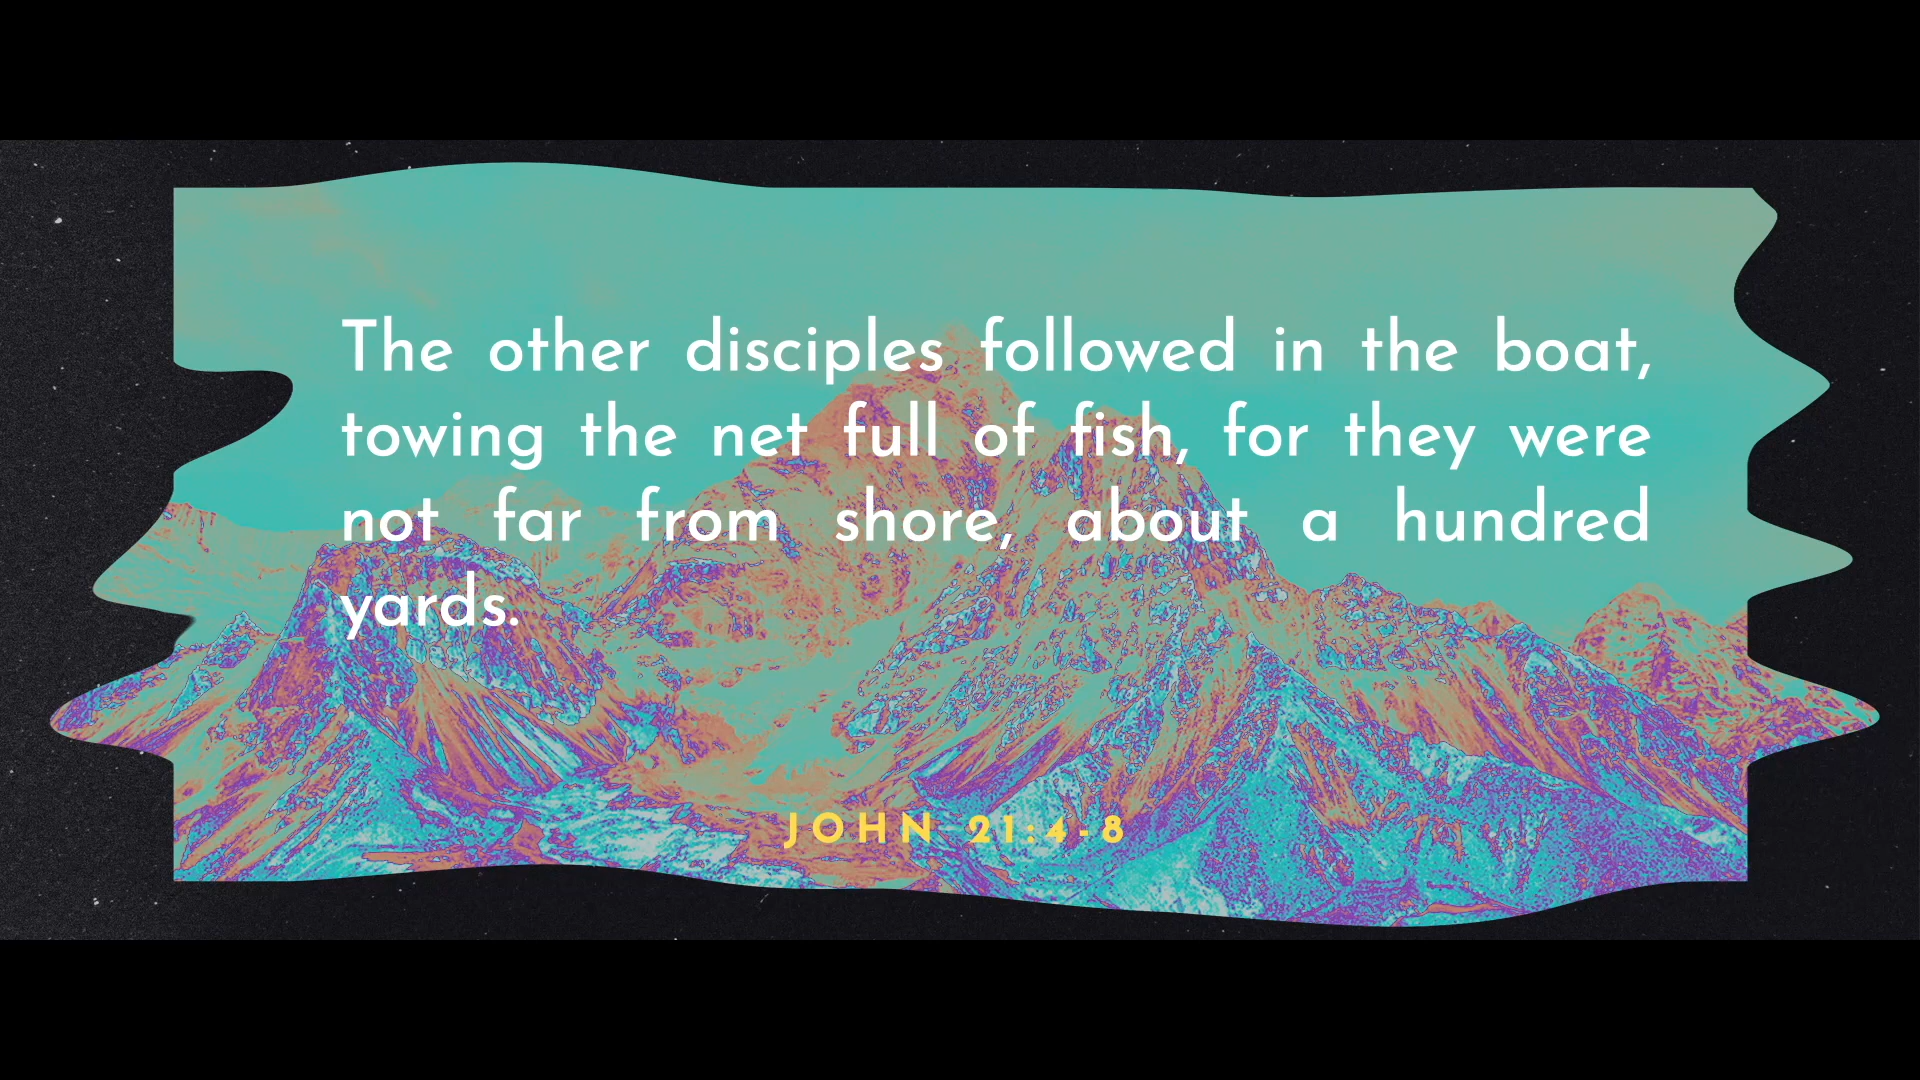 The other disciples followed in the boat,
towing the net full of fish, for they were
not far from shore, about a hundred
yards.
JOHN 21:4-8